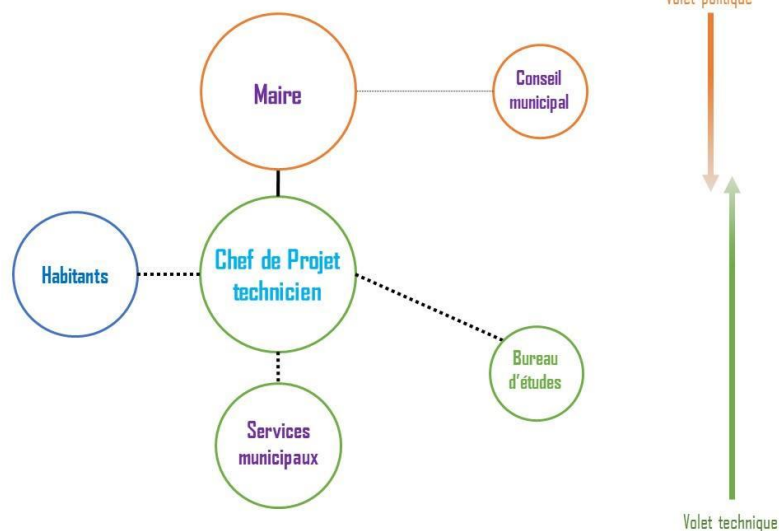 Volet politique
Maire
Conseil
municipal
Chef de Projet
technicien
Habitants
Bureau
d'études
Services
municipaux
Volet technique